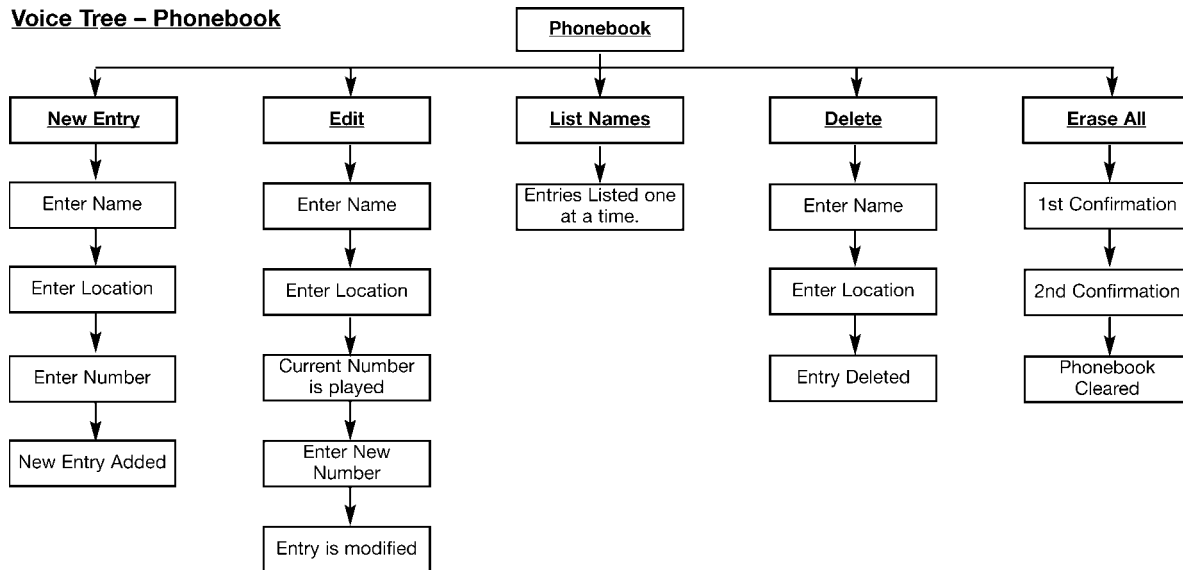 Voice Tree – Phonebook
Phonebook
New Entry
Edit
List Names
Delete
Erase All
Enter Name
Enter Name
Entries Listed one
at a time.
Enter Name
1st Confirmation
Enter Location
Enter Location
Enter Location
2nd Confirmation
Enter Number
Current Number
is played
Entry Deleted
Phonebook
Cleared
New Entry Added
Enter New
Number
Entry is modified